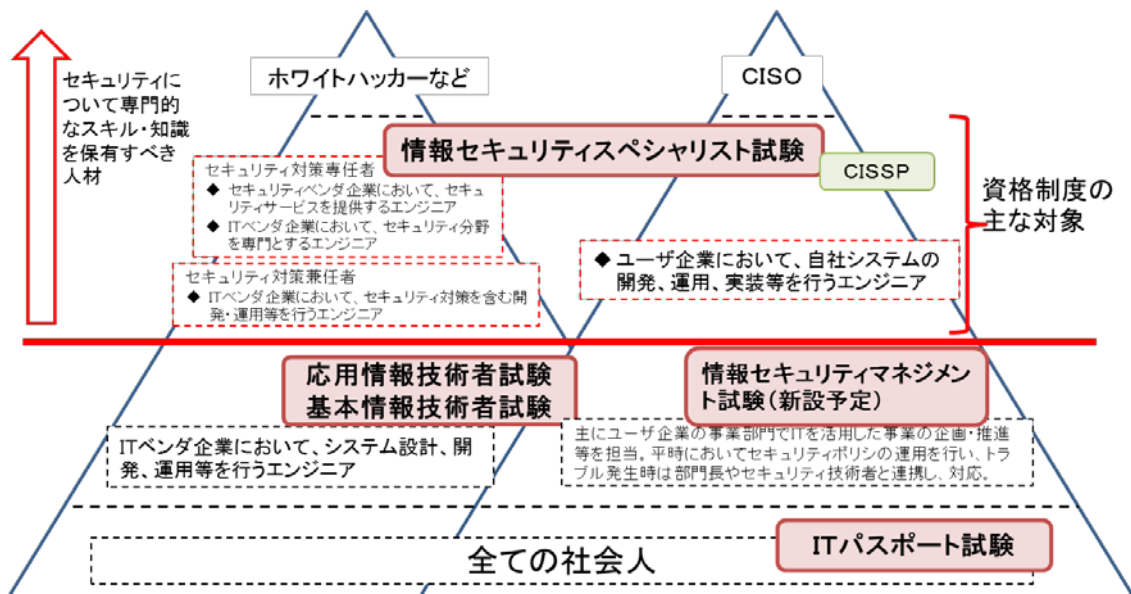 セキュリティに
ついて専門的
なスキル・知識
を保有すべき
人材
ホワイトハッカーなど
CISO
情報セキュリティスペシャリスト試験
CISSP
資格制度の
主な対象
セキュリティ対策専任者
◆ セキュリティベンダ企業において、セキュ
リティサービスを提供するエンジニア
◆ ITベンダ企業において、セキュリティ分野
を専門とするエンジニア
セキュリティ対策兼任者
◆ ITベンダ企業において、セキュリティ対策を含む開
発・運用等を行うエンジニア
◆ ユーザ企業において、自社システムの
開発、運用、実装等を行うエンジニア
応用情報技術者試験
基本情報技術者試験
情報セキュリティマネジメン
ト試験(新設予定)
ITベンダ企業において、システム設計、開
発、運用等を行うエンジニア
主にユーザ企業の事業部門でITを活用した事業の企画・推進
等を担当。平時においてセキュリティポリシの運用を行い、トラ
ブル発生時は部門長やセキュリティ技術者と連携し、対応。
全ての社会人
ITパスポート試験